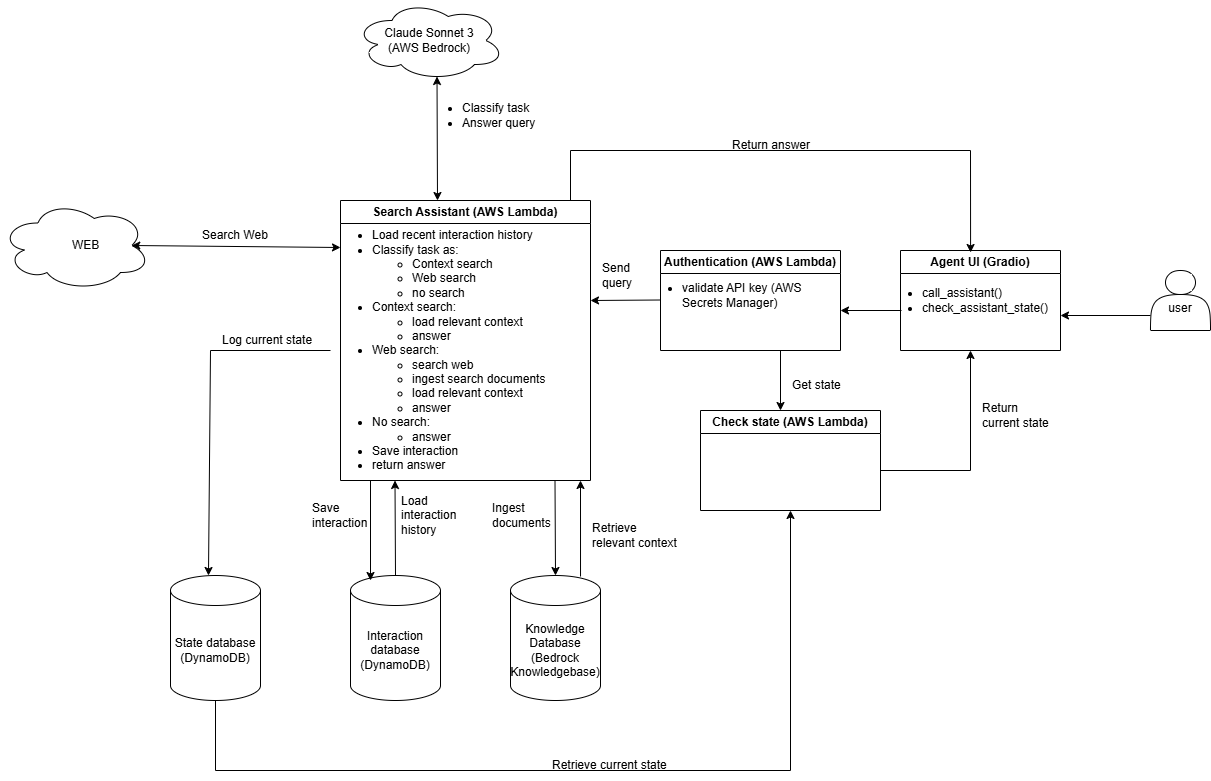 Claude Sonnet 3
(AWS Bedrock)
Classify task
Answer query
Return answer
WEB
Search Web
Search Assistant (AWS Lambda)
Load recent interaction history
Classify task as:
Context search
Web search
no search
Context search:
load relevant context
answer
Web search:
search web
ingest search documents
load relevant context
answer
No search:
answer
Save interaction
return answer
Send
query
Authentication (AWS Lambda)
validate API key (AWS
Secrets Manager)
Agent UI (Gradio)
call_assistant()
check_assistant_state()
user
Log current state
Get state
Check state (AWS Lambda)
Return
current state
Save
interaction
Load
interaction
history
Ingest
documents
Retrieve
relevant context
State database
(DynamoDB)
Interaction
database
(DynamoDB)
Knowledge
Database
(Bedrock
Knowledgebase)
Retrieve current state